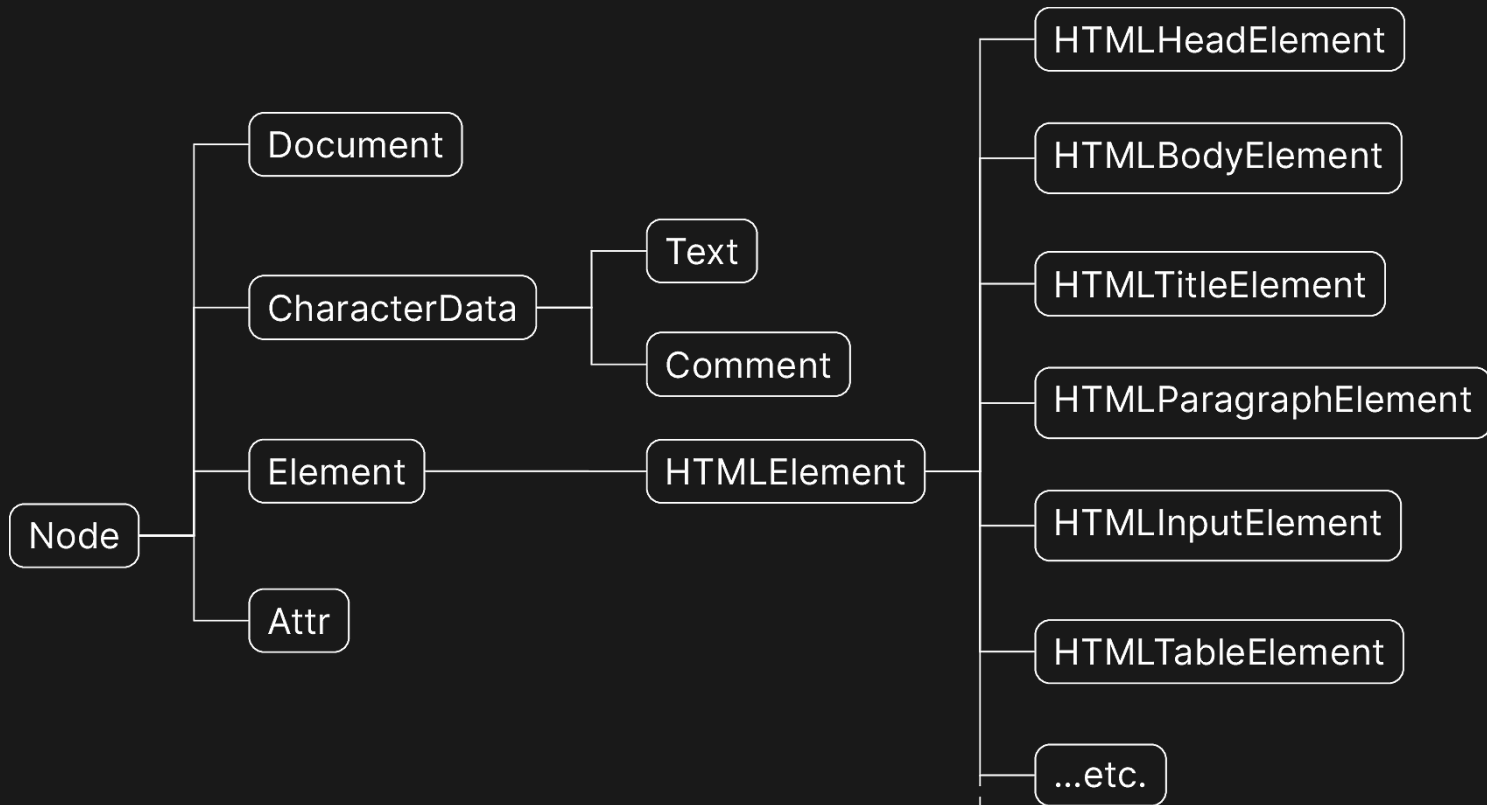 Node
Document
CharacterData
Element
Attr
Text
Comment
HTMLElement
HTMLHeadElement
HTMLBodyElement
HTMLTitleElement
HTMLParagraphElement
HTMLInputElement
HTMLTableElement
...etc.